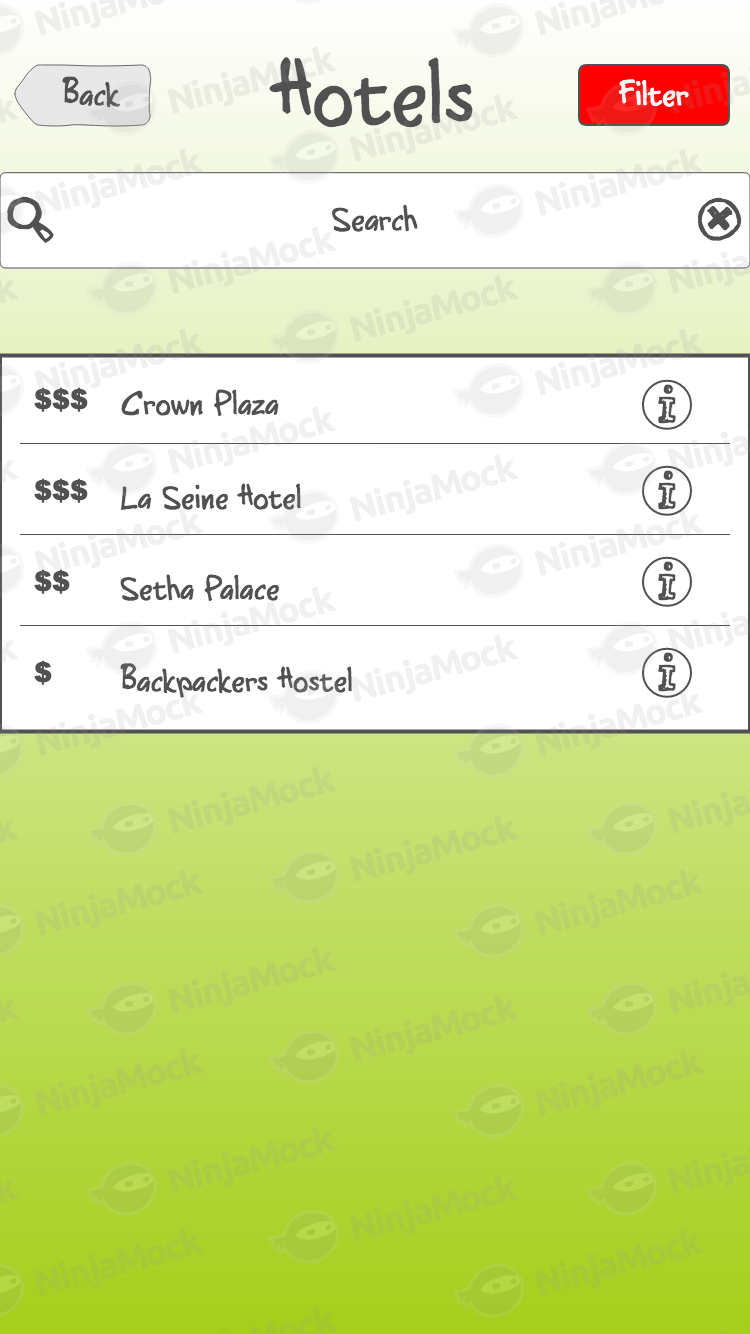 Back
Hotels
Filter
Search
$$$ Crown Plaza
$$$ La Seine Hotel
$$ Setha Palace
$ Backpackers Hostel
NinjaMock